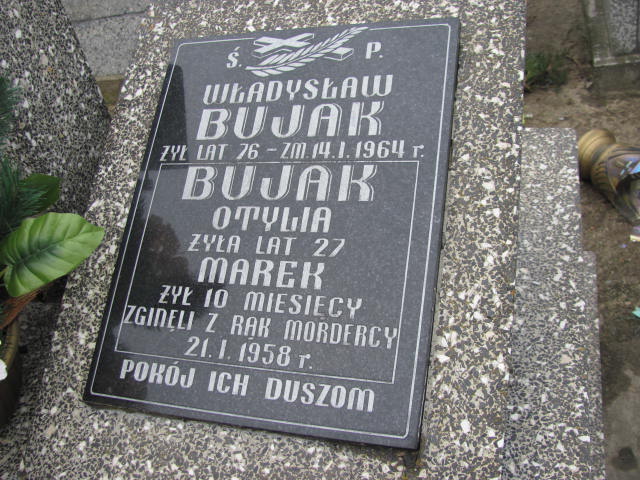 Ś. P.
WŁADYSŁAW
BUJAK
ŻYŁ LAT 76 - ZM. 14.1.1964 r.
BUJAK
OTYLIA
ŻYŁA LAT 27
MAREK
ŻYŁ 10 MIESIĘCY
ZGINĘLI Z RĄK MORDERCY
21.1.1958 r.
POKÓJ ICH DUSZOM